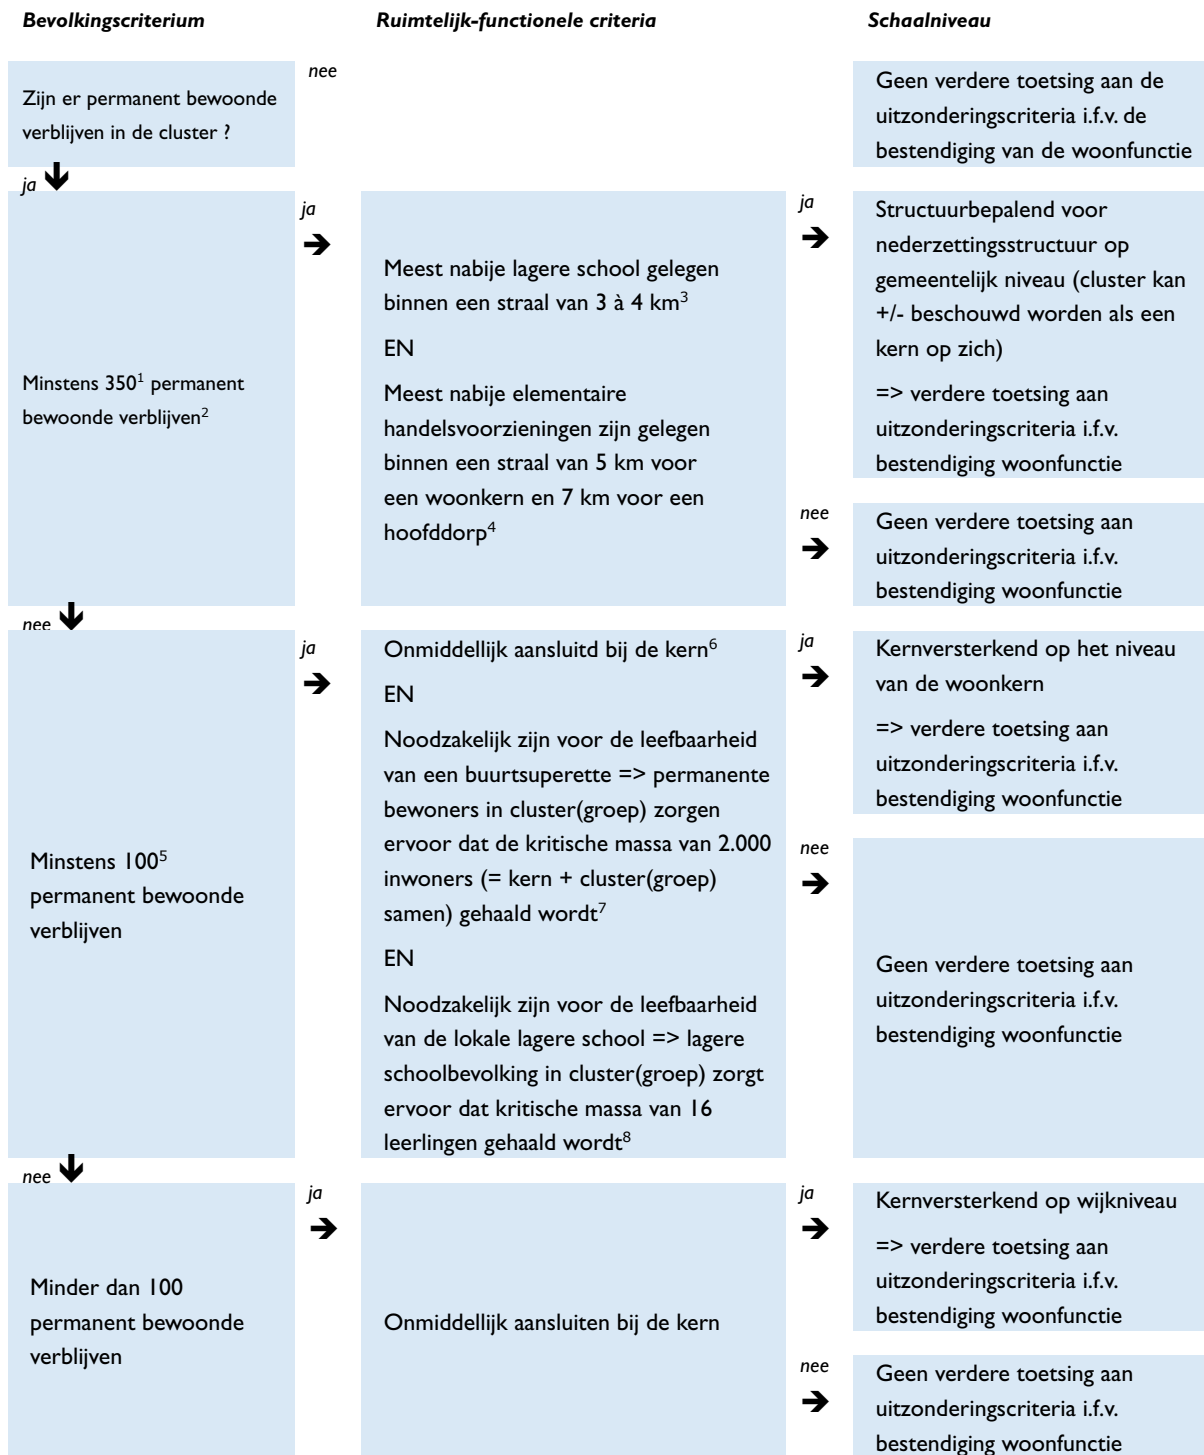 Bevolkingscriterium
Ruimtelijk-functionele criteria
Schaalniveau
Zijn er permanent bewoonde
verblijven in de cluster ?
nee
Geen verdere toetsing aan de
uitzonderingscriteria i.f.v. de
bestendiging van de woonfunctie
ja 🡫
Minstens 350¹ permanent
bewoonde verblijven²
ja
➔
Meest nabije lagere school gelegen
binnen een straal van 3 à 4 km³
EN
Meest nabije elementaire
handelsvoorzieningen zijn gelegen
binnen een straal van 5 km voor
een woonkern en 7 km voor een
hoofddorp⁴
ja
➔
Structuurbepalend voor
nederzettingsstructuur op
gemeentelijk niveau (cluster kan
+/- beschouwd worden als een
kern op zich)
=> verdere toetsing aan
uitzonderingscriteria i.f.v.
bestendiging woonfunctie
nee
➔
Geen verdere toetsing aan
uitzonderingscriteria i.f.v.
bestendiging woonfunctie
nee 🡫
Minstens 100⁵
permanent bewoonde
verblijven
ja
➔
Onmiddellijk aansluitd bij de kern⁶
EN
Noodzakelijk zijn voor de leefbaarheid
van een buurtsuperette => permanente
bewoners in cluster(groep) zorgen
ervoor dat de kritische massa van 2.000
inwoners (= kern + cluster(groep)
samen) gehaald wordt⁷
EN
Noodzakelijk zijn voor de leefbaarheid
van de lokale lagere school => lagere
schoolbevolking in cluster(groep) zorgt
ervoor dat kritische massa van 16
leerlingen gehaald wordt⁸
ja
➔
Kernversterkend op het niveau
van de woonkern
=> verdere toetsing aan
uitzonderingscriteria i.f.v.
bestendiging woonfunctie
nee
➔
Geen verdere toetsing aan
uitzonderingscriteria i.f.v.
bestendiging woonfunctie
nee 🡫
Minder dan 100
permanent bewoonde
verblijven
ja
➔
Onmiddellijk aansluiten bij de kern
ja
➔
Kernversterkend op wijkniveau
=> verdere toetsing aan
uitzonderingscriteria i.f.v.
bestendiging woonfunctie
nee
➔
Geen verdere toetsing aan
uitzonderingscriteria i.f.v.
bestendiging woonfunctie